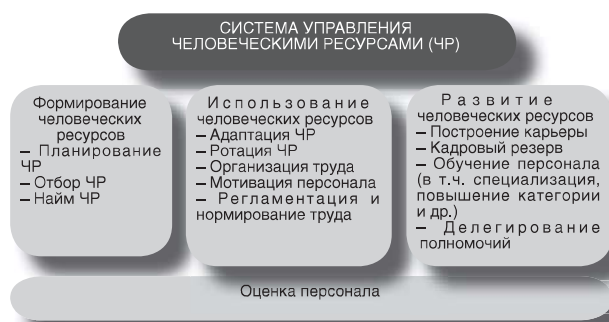 СИСТЕМА УПРАВЛЕНИЯ
ЧЕЛОВЕЧЕСКИМИ РЕСУРСАМИ (ЧР)
Формирование
человеческих
ресурсов
– Планирование
ЧР
– Отбор ЧР
– Найм ЧР
Использование
человеческих ресурсов
– Адаптация ЧР
– Ротация ЧР
– Организация труда
– Мотивация персонала
– Регламентация и
нормирование труда
Развитие
человеческих ресурсов
– Построение карьеры
– Кадровый резерв
– Обучение персонала
(в т.ч. специализация,
повышение категории
и др.)
– Делегирование
полномочий
Оценка персонала